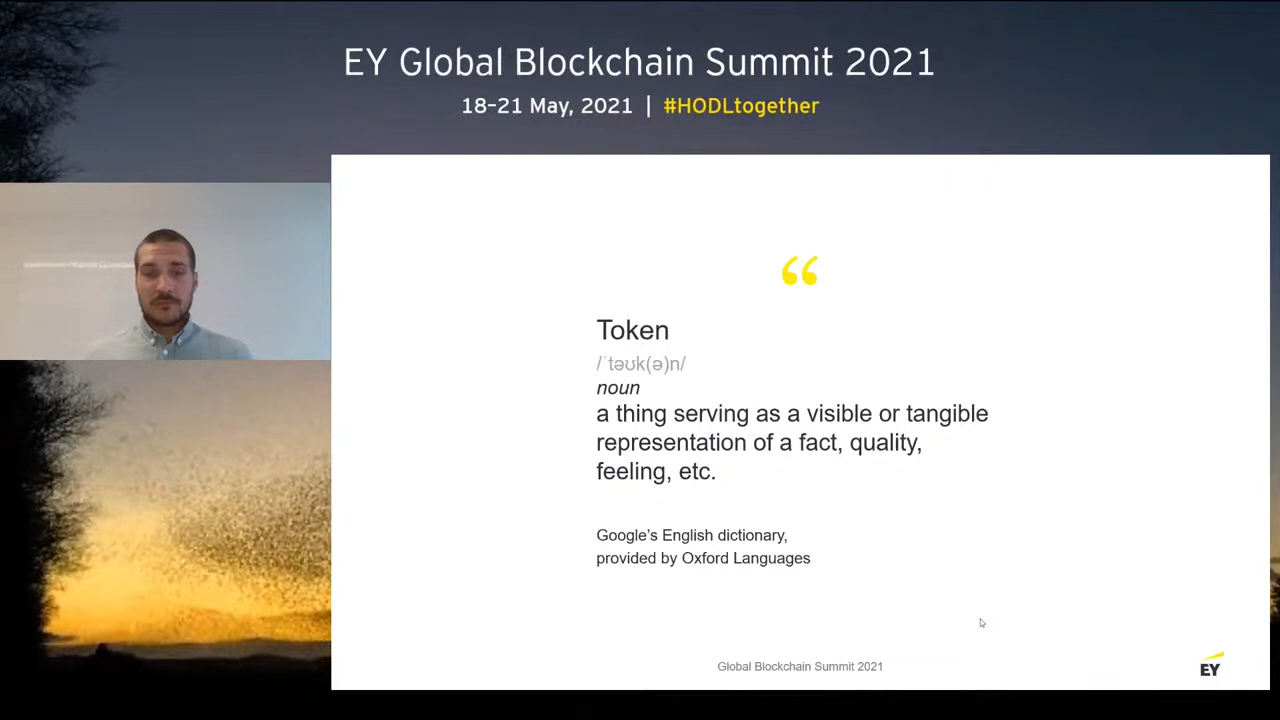 EY Global Blockchain Summit 2021
18–21 May, 2021 | #HODLtogether
“
Token
/ˈtəʊk(ə)n/
noun
a thing serving as a visible or tangible
representation of a fact, quality,
feeling, etc.
Google’s English dictionary,
provided by Oxford Languages
Global Blockchain Summit 2021
EY